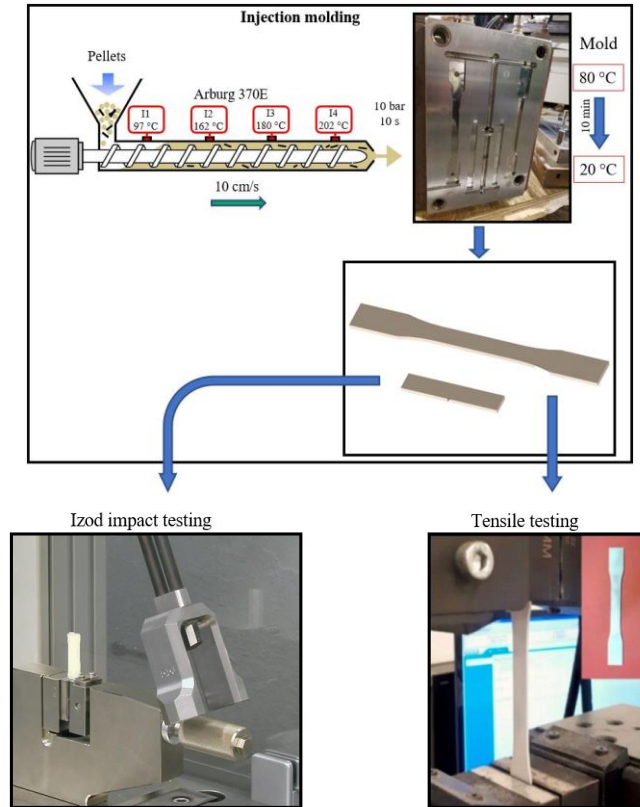 Injection molding
Pellets
Arburg 370E
I1
97 °C
I2
162 °C
I3
180 °C
I4
202 °C
10 bar
10 s
10 cm/s
Mold
80 °C
10 min
20 °C
Izod impact testing
Tensile testing